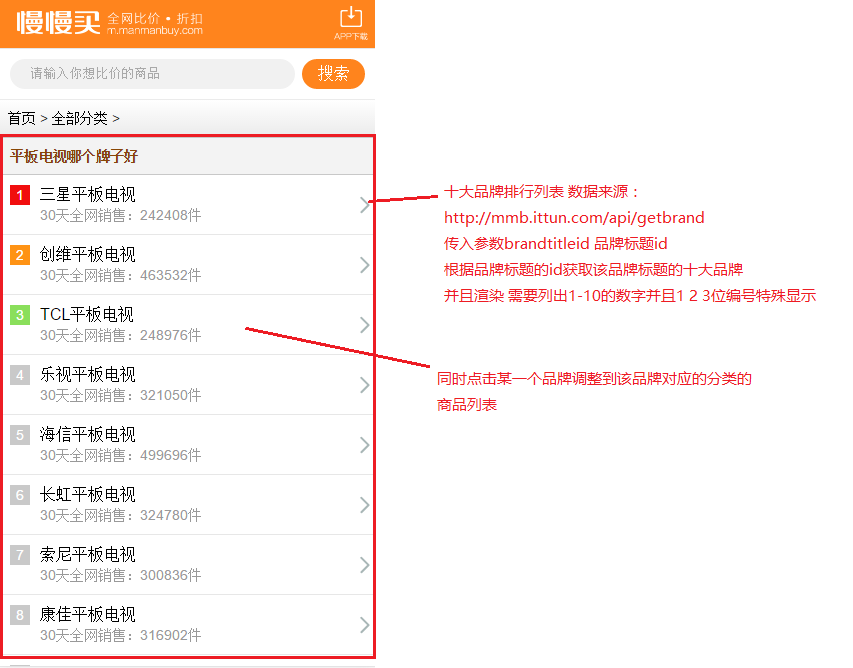 慢慢买 全网比价·折扣
m.manmanbuy.com
APP下载
请输入你想比价的商品
搜索
首页 > 全部分类 >
平板电视哪个牌子好
1 三星平板电视
30天全网销售：242408件
2 创维平板电视
30天全网销售：463532件
3 TCL平板电视
30天全网销售：248976件
4 乐视平板电视
30天全网销售：321050件
5 海信平板电视
30天全网销售：499696件
6 长虹平板电视
30天全网销售：324780件
7 索尼平板电视
30天全网销售：300836件
8 康佳平板电视
30天全网销售：316902件
十大品牌排行列表 数据来源：
http://mmb.ittun.com/api/getbrand
传入参数brandtitleid 品牌标题id
根据品牌标题的id获取该品牌标题的十大品牌
并且渲染 需要列出1-10的数字并且1 2 3位编号特殊显示
同时点击某一个品牌调整到该品牌对应的分类的
商品列表